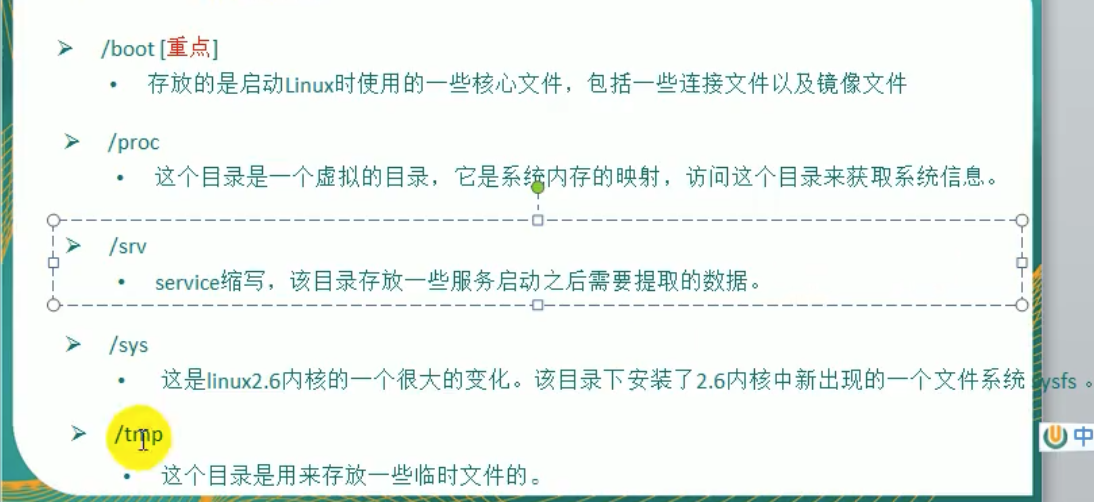 /boot [重点]
存放的是启动Linux时使用的一些核心文件，包括一些连接文件以及镜像文件
/proc
这个目录是一个虚拟的目录，它是系统内存的映射，访问这个目录来获取系统信息。
/srv
service缩写，该目录存放一些服务启动之后需要提取的数据。
/sys
这是linux2.6内核的一个很大的变化。该目录下安装了2.6内核中新出现的一个文件系统 sysfs 。
/tmp
中
这个目录是用来存放一些临时文件的。